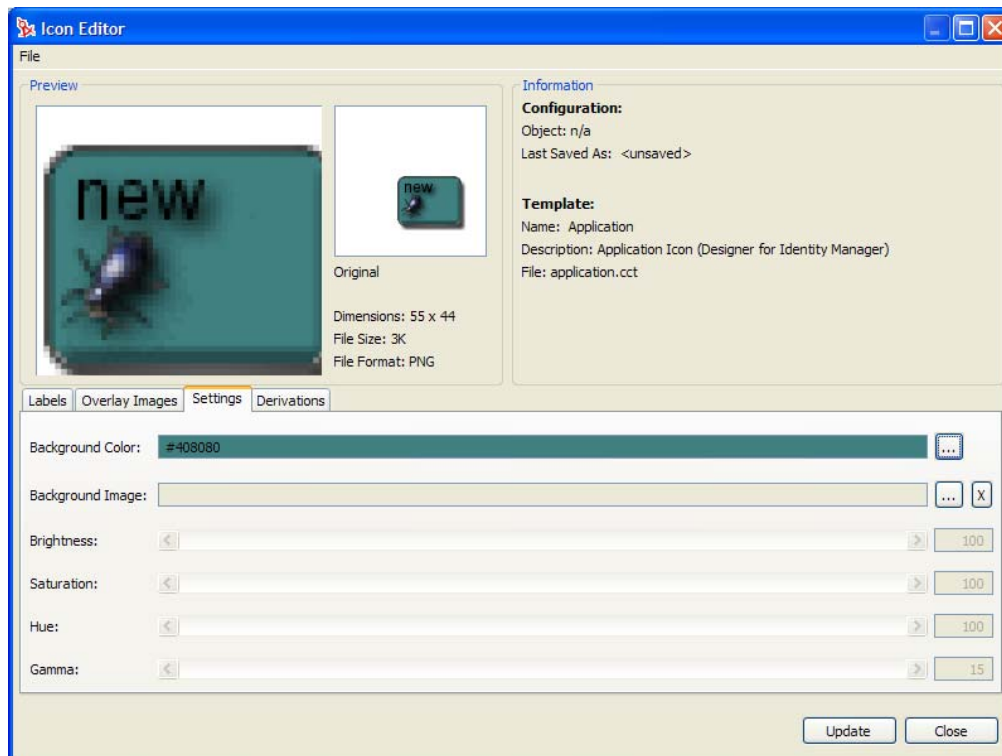 Icon Editor
File
Preview
new
new
Original
Dimensions: 55 x 44
File Size: 3K
File Format: PNG
Information
Configuration:
Object: n/a
Last Saved As: <unsaved>
Template:
Name: Application
Description: Application Icon (Designer for Identity Manager)
File: application.cct
Labels Overlay Images Settings Derivations
Background Color: #408080 ...
Background Image: ... X
Brightness: 100
Saturation: 100
Hue: 100
Gamma: 15
Update Close